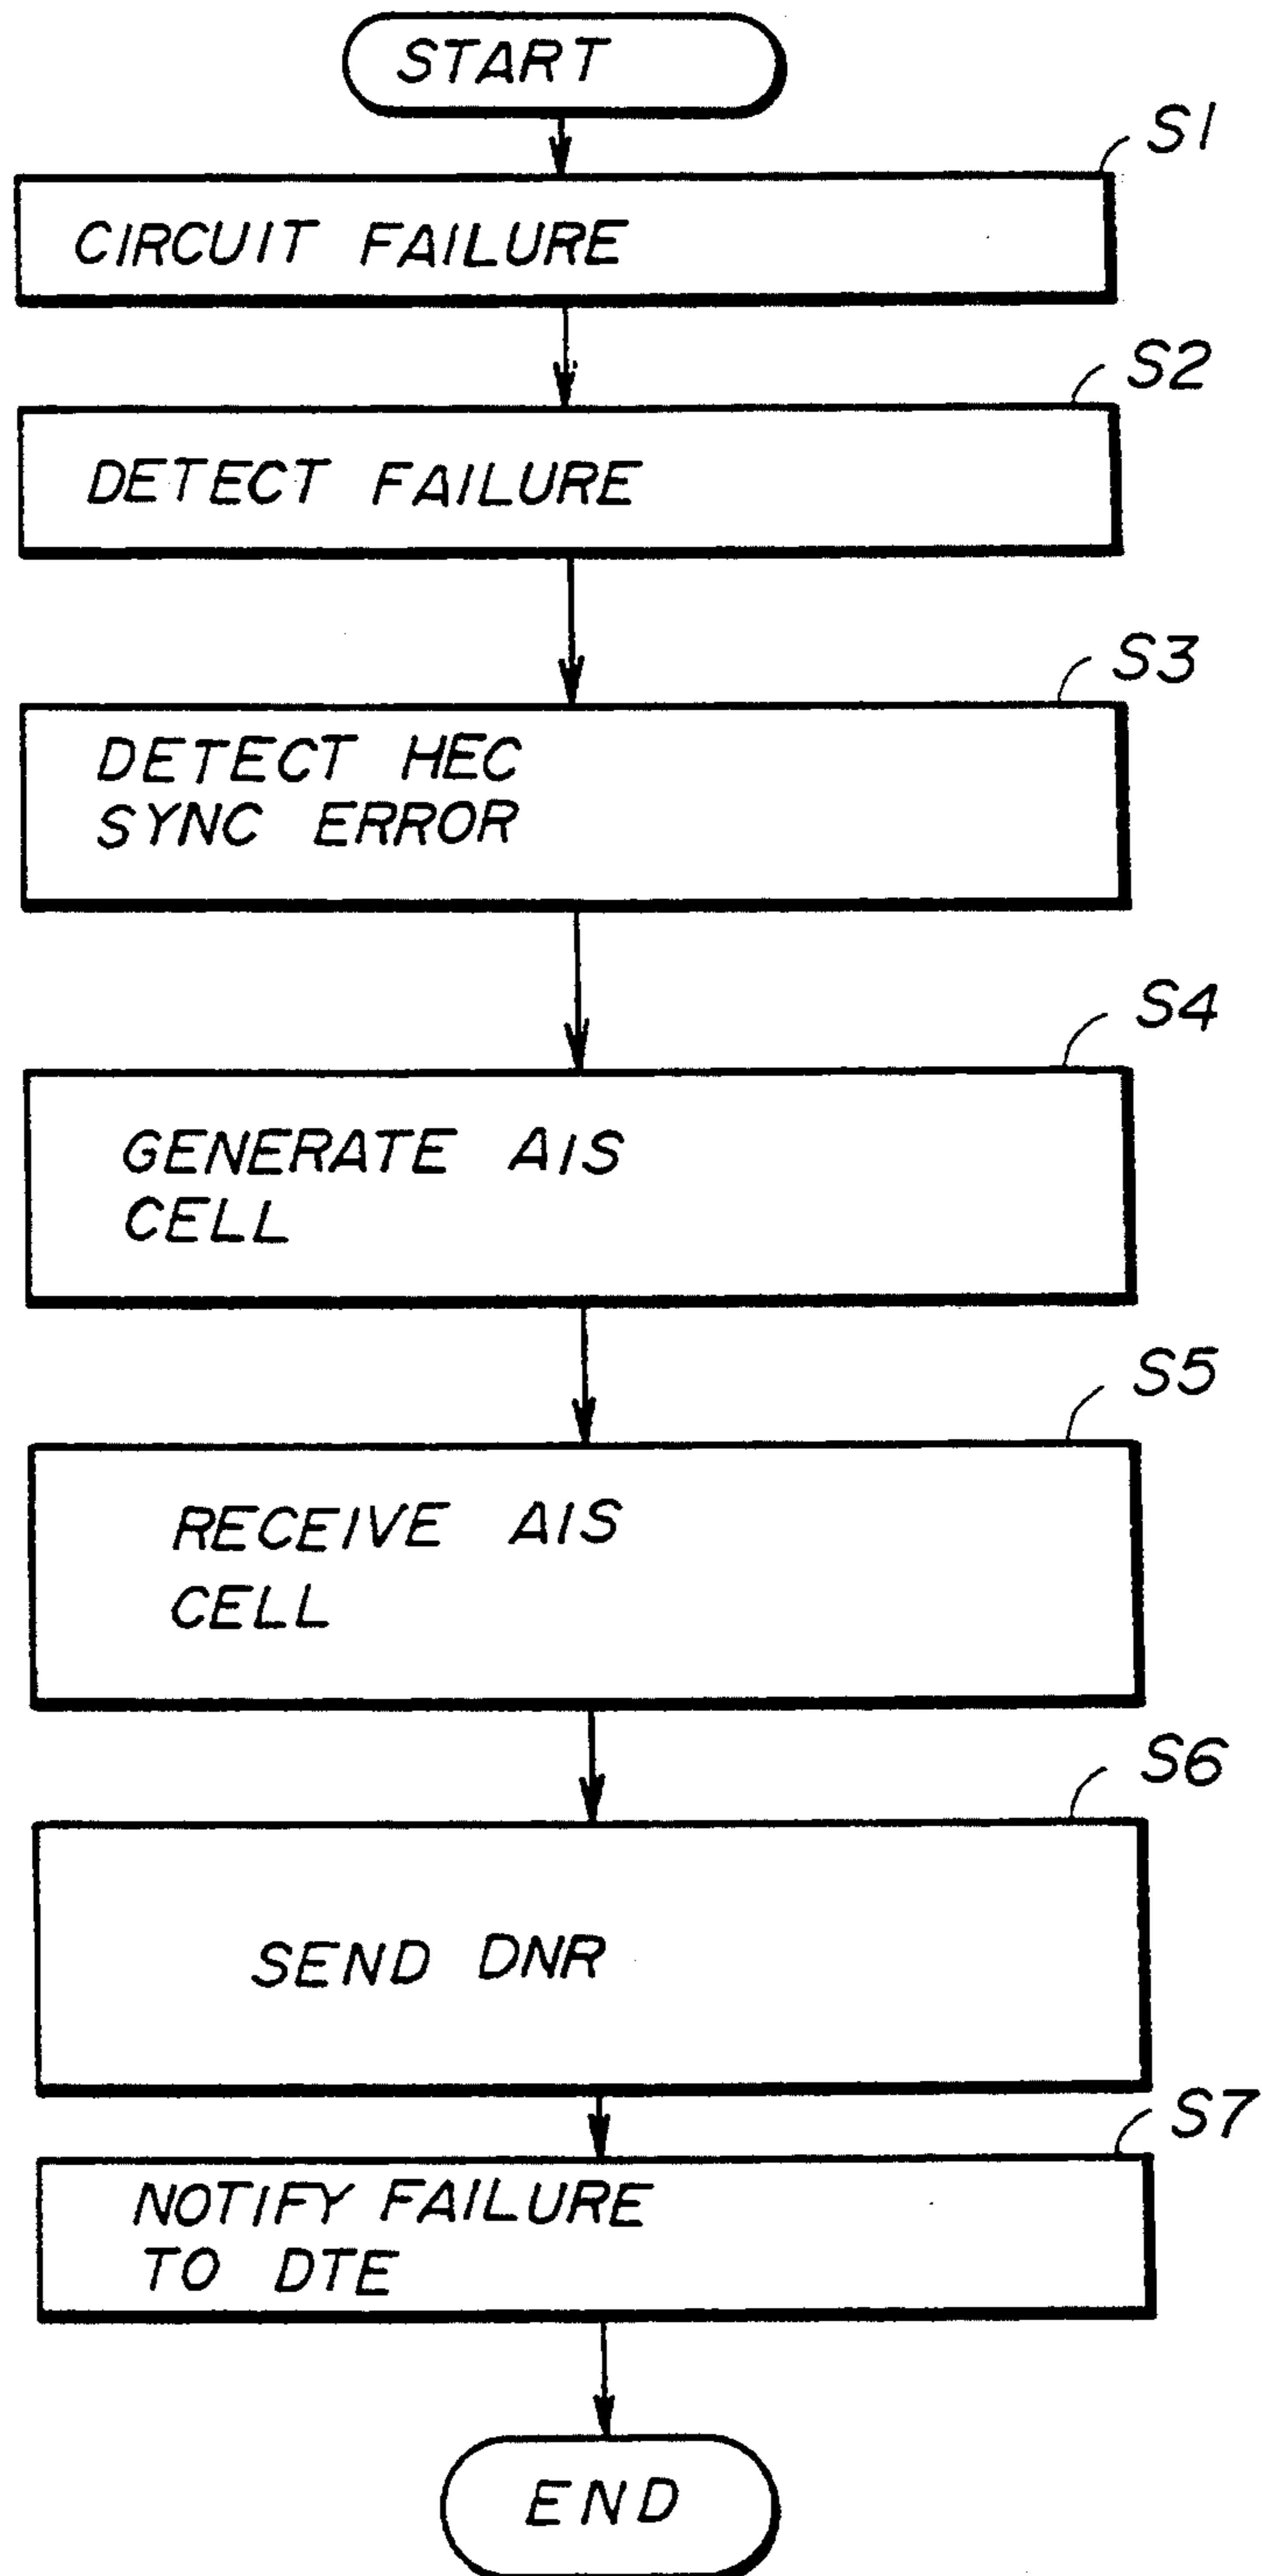 START
S1
CIRCUIT FAILURE
S2
DETECT FAILURE
S3
DETECT HEC
SYNC ERROR
S4
GENERATE AIS
CELL
S5
RECEIVE AIS
CELL
S6
SEND DNR
S7
NOTIFY FAILURE
TO DTE
END